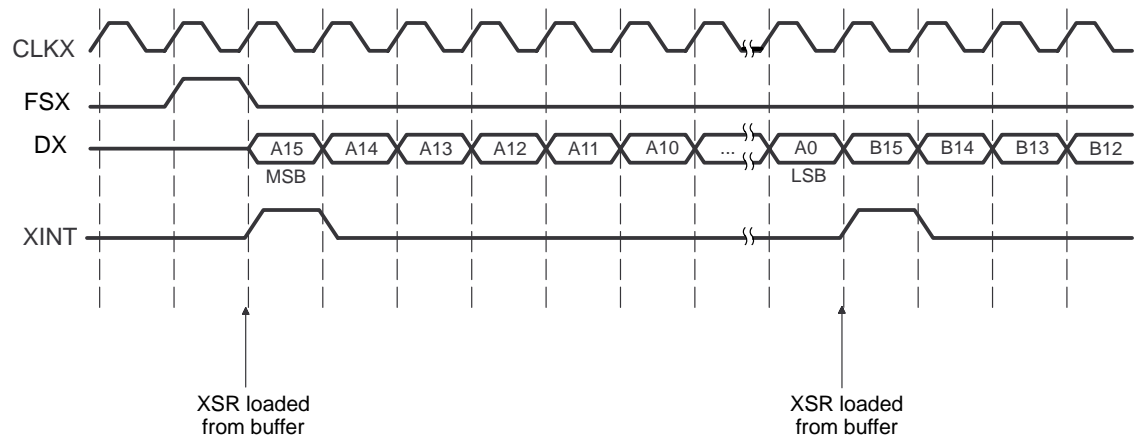 CLKX
FSX
DX A15 A14 A13 A12 A11 A10 ... A0 B15 B14 B13 B12
MSB LSB
XINT
XSR loaded XSR loaded
from buffer from buffer